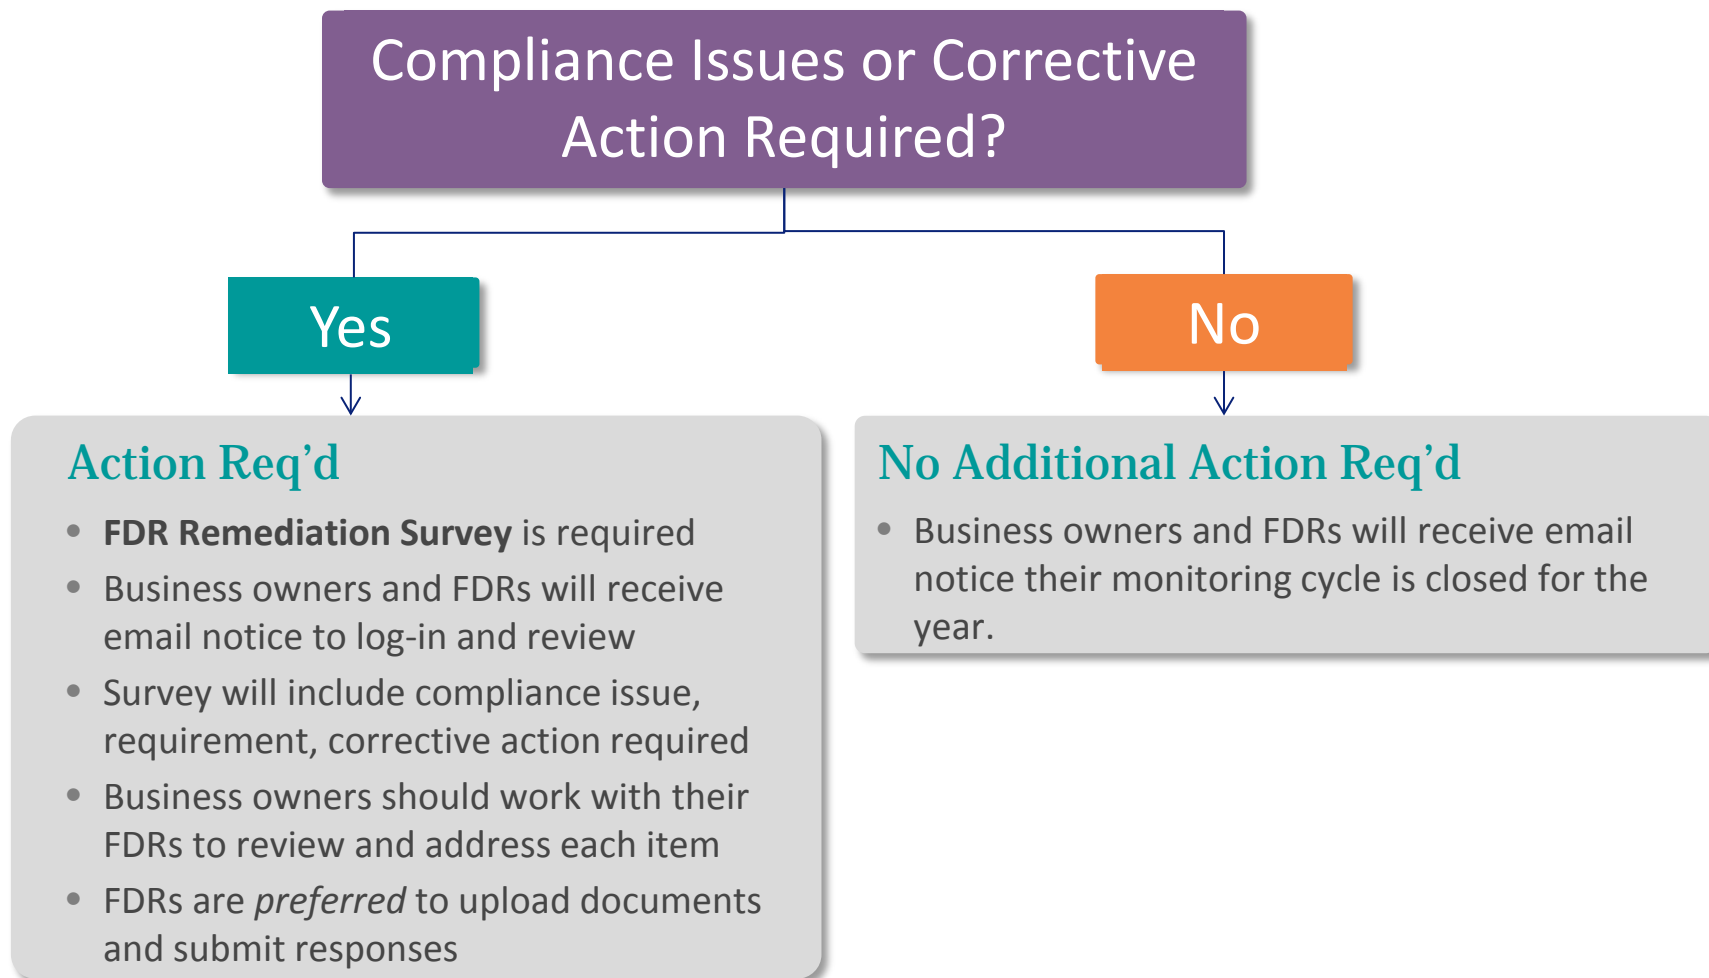 Compliance Issues or Corrective
Action Required?
Yes
No
Action Req’d
• FDR Remediation Survey is required
• Business owners and FDRs will receive
email notice to log-in and review
• Survey will include compliance issue,
requirement, corrective action required
• Business owners should work with their
FDRs to review and address each item
• FDRs are preferred to upload documents
and submit responses
No Additional Action Req’d
• Business owners and FDRs will receive email
notice their monitoring cycle is closed for the
year.